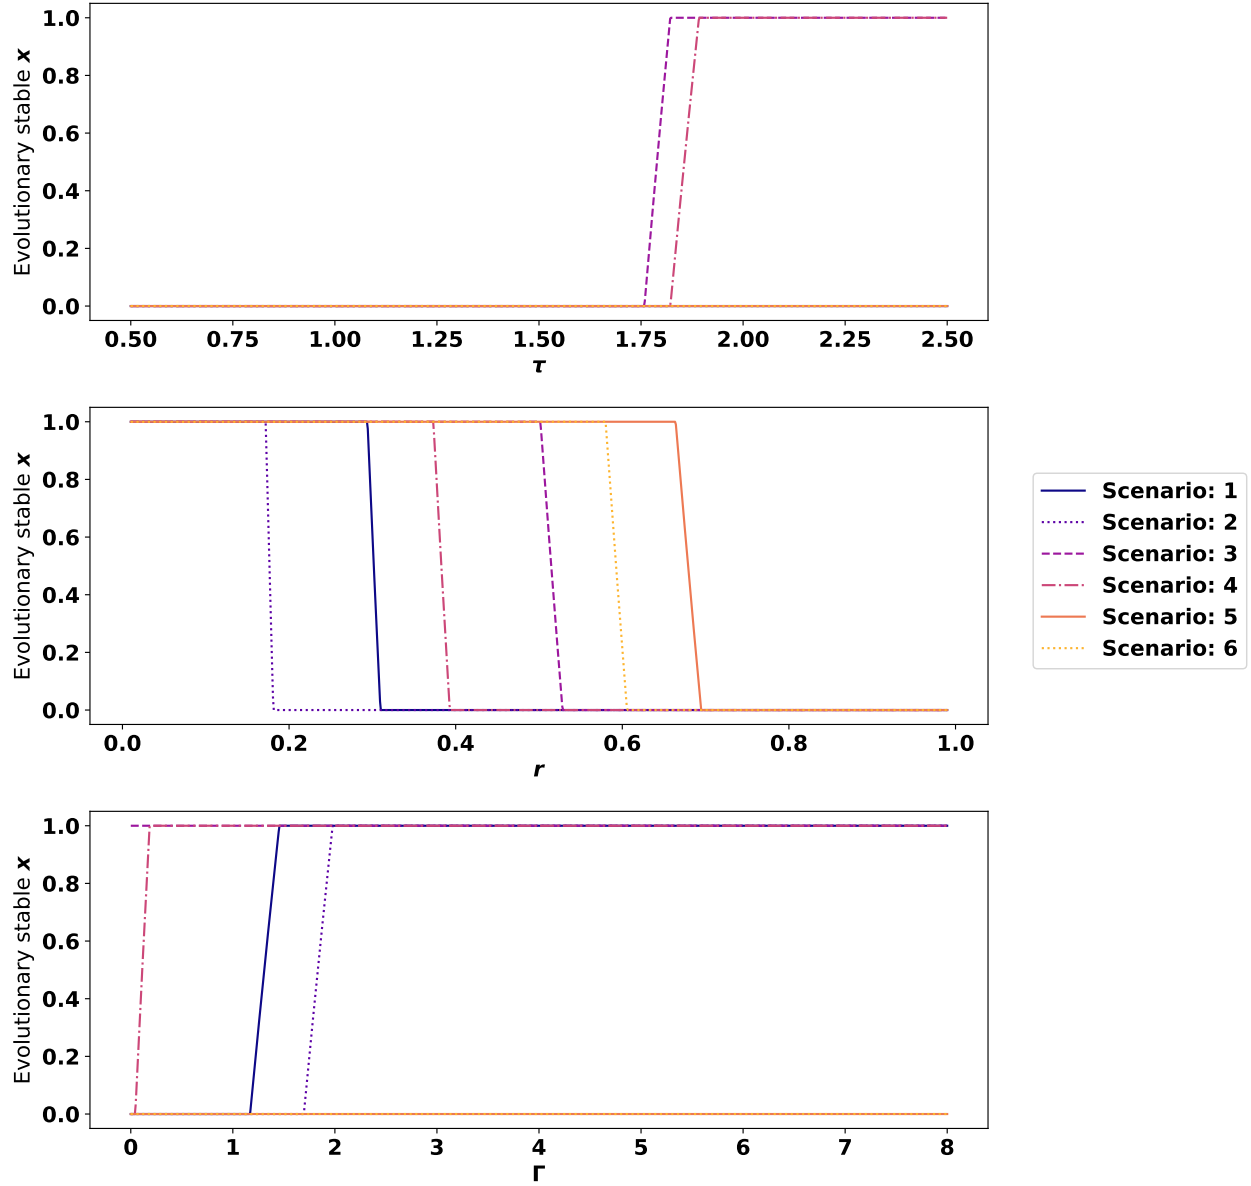 Evolutionary stable x
1.0
0.8
0.6
0.4
0.2
0.0
0.50 0.75 1.00 1.25 1.50 1.75 2.00 2.25 2.50
τ
Evolutionary stable x
1.0
0.8
0.6
0.4
0.2
0.0
0.0 0.2 0.4 0.6 0.8 1.0
r
Scenario: 1
Scenario: 2
Scenario: 3
Scenario: 4
Scenario: 5
Scenario: 6
Evolutionary stable x
1.0
0.8
0.6
0.4
0.2
0.0
0 1 2 3 4 5 6 7 8
Γ